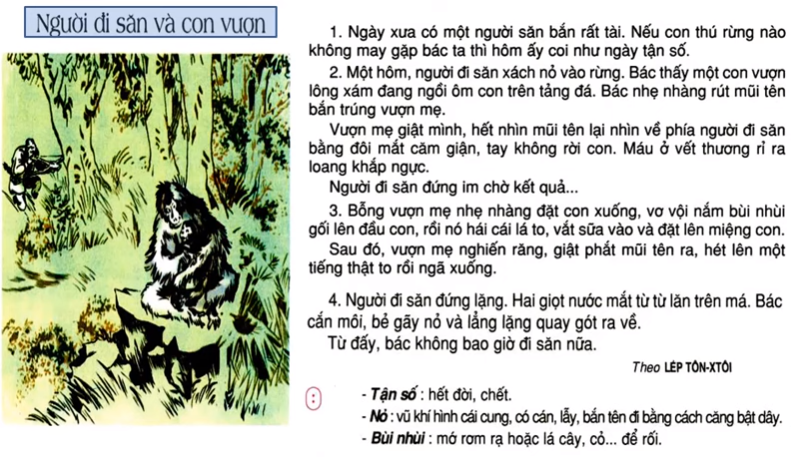 Người đi săn và con vượn
1. Ngày xưa có một người săn bắn rất tài. Nếu con thú rừng nào
không may gặp bác ta thì hôm ấy coi như ngày tận số.
2. Một hôm, người đi săn xách nỏ vào rừng. Bác thấy một con vượn
lông xám đang ngồi ôm con trên tảng đá. Bác nhẹ nhàng rút mũi tên
bắn trúng vượn mẹ.
Vượn mẹ giật mình, hết nhìn mũi tên lại nhìn về phía người đi săn
bằng đôi mắt căm giận, tay không rời con. Máu ở vết thương rỉ ra
loang khắp ngực.
Người đi săn đứng im chờ kết quả...
3. Bỗng vượn mẹ nhẹ nhàng đặt con xuống, vơ vội nắm bùi nhùi
gối lên đầu con, rồi nó hái cái lá to, vắt sữa vào và đặt lên miệng con.
Sau đó, vượn mẹ nghiến răng, giật phắt mũi tên ra, hét lên một
tiếng thật to rồi ngã xuống.
4. Người đi săn đứng lặng. Hai giọt nước mắt từ từ lăn trên má. Bác
cắn môi, bẻ gãy nỏ và lẳng lặng quay gót ra về.
Từ đấy, bác không bao giờ đi săn nữa.
Theo LÉP TÔN-XTÔI
:
- Tận số : hết đời, chết.
- Nỏ : vũ khí hình cái cung, có cán, lẫy, bắn tên đi bằng cách căng bật dây.
- Bùi nhùi : mớ rơm rạ hoặc lá cây, cỏ... để rối.